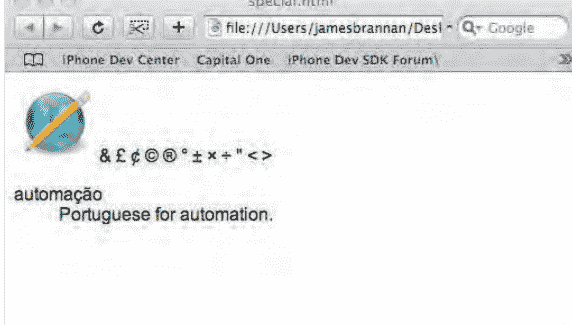 special.html
file:///Users/jamesbrannan/Desl
Google
iPhone Dev Center Capital One iPhone Dev SDK Forum\
& £ ¢ © ® ° ± × ÷ " < >
automação
Portuguese for automation.